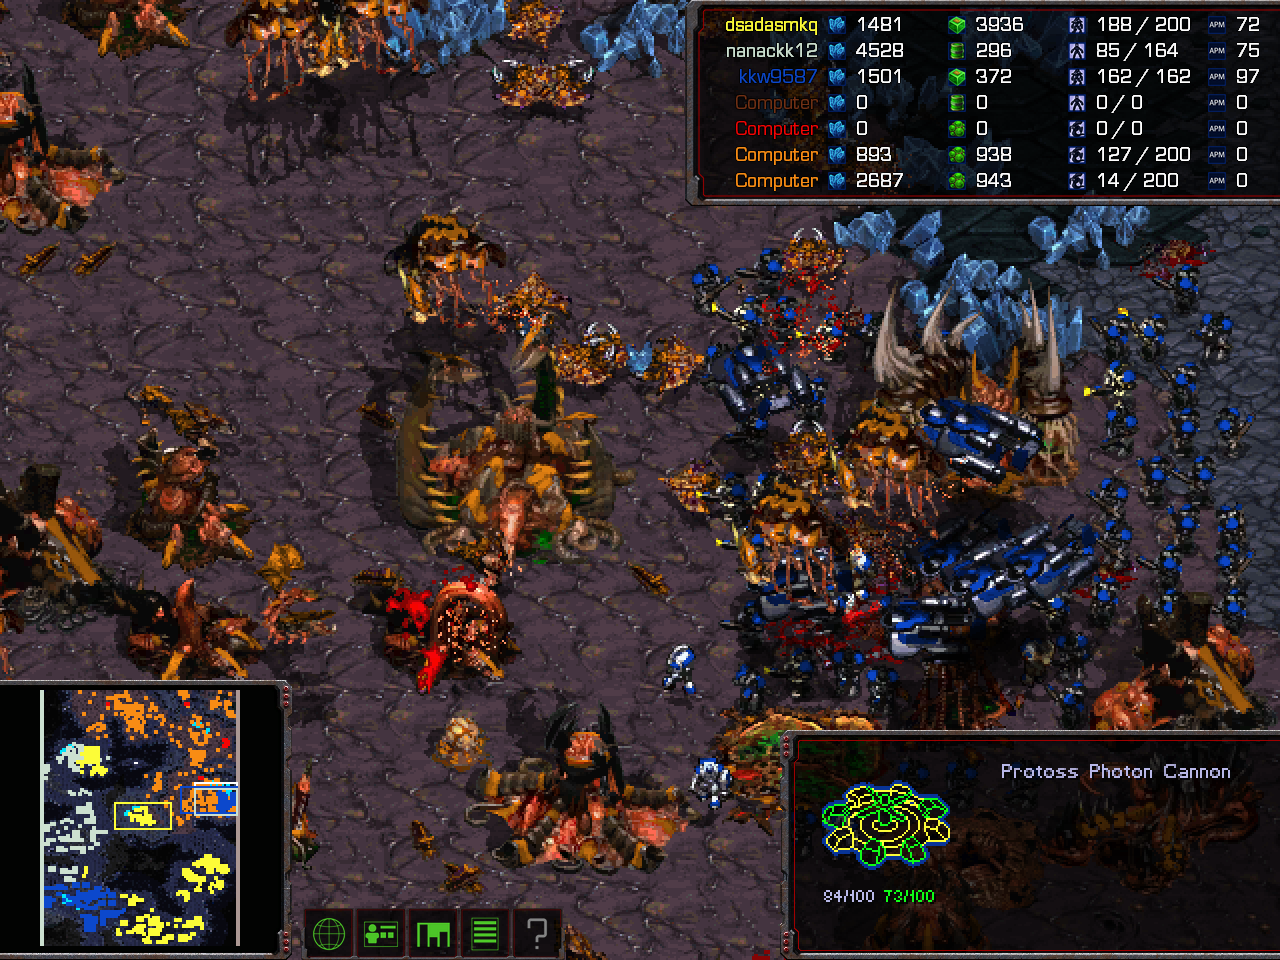 dsadasmkq 1481 3936 188 / 200 APM 72
nanackk12 4528 296 85 / 164 APM 75
kkw9587 1501 372 162 / 162 APM 97
Computer 0 0 0 / 0 APM 0
Computer 0 0 0 / 0 APM 0
Computer 893 938 127 / 200 APM 0
Computer 2687 943 14 / 200 APM 0
Protoss Photon Cannon
94/100 73/100
?